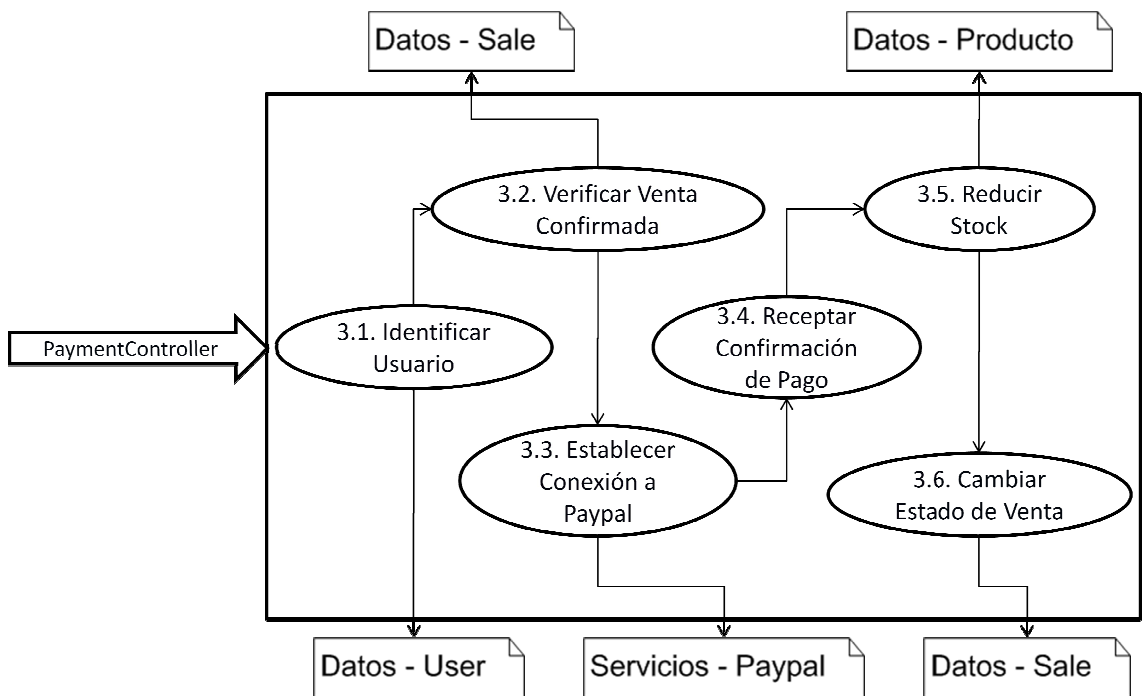 Datos - Sale
Datos - Producto
3.2. Verificar Venta
Confirmada
3.5. Reducir
Stock
PaymentController
3.1. Identificar
Usuario
3.4. Receptar
Confirmación
de Pago
3.3. Establecer
Conexión a
Paypal
3.6. Cambiar
Estado de Venta
Datos - User
Servicios - Paypal
Datos - Sale